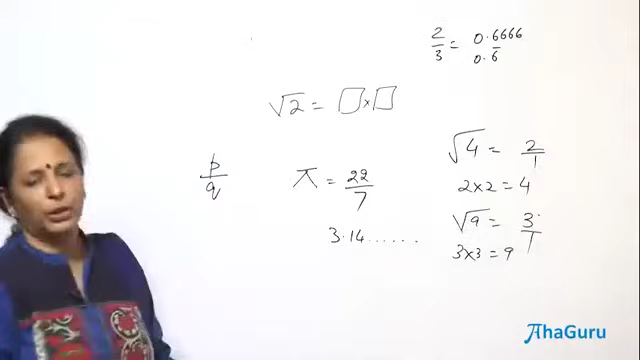 2/3 = 0.6666
0.6̅
√2 = □×□
p/q
π = 22/7
3.14......
√4 = 2/1
2×2 = 4
√9 = 3/1
3×3 = 9
AhaGuru